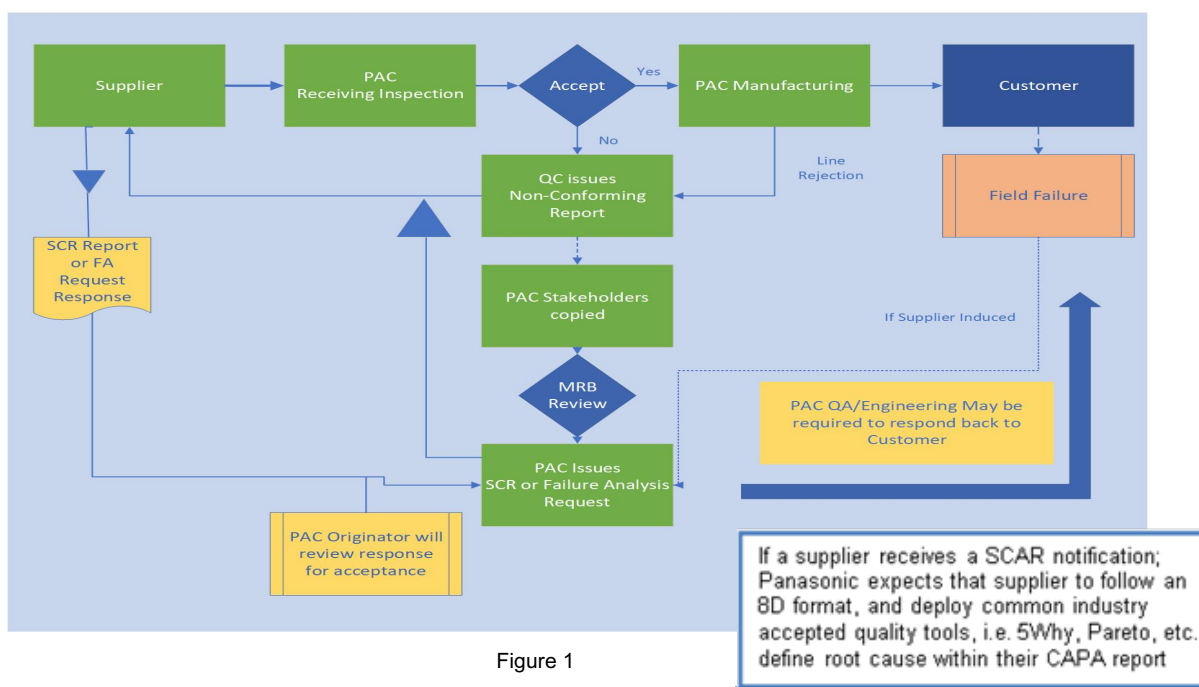 Supplier
PAC
Receiving Inspection
Accept
Yes
PAC Manufacturing
Customer
No
Line
Rejection
QC issues
Non-Conforming
Report
Field Failure
SCR Report
or FA
Request
Response
PAC Stakeholders
copied
If Supplier Induced
MRB
Review
PAC QA/Engineering May be
required to respond back to
Customer
PAC Issues
SCR or Failure Analysis
Request
PAC Originator will
review response
for acceptance
If a supplier receives a SCAR notification;
Panasonic expects that supplier to follow an
8D format, and deploy common industry
accepted quality tools, i.e. 5Why, Pareto, etc.
define root cause within their CAPA report
Figure 1